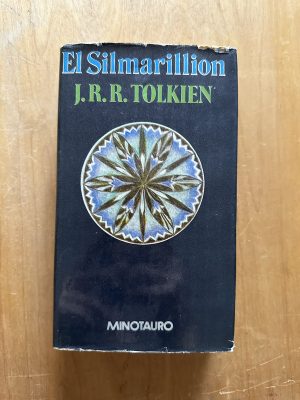 El Silmarillion
J. R. R. TOLKIEN
MINOTAURO